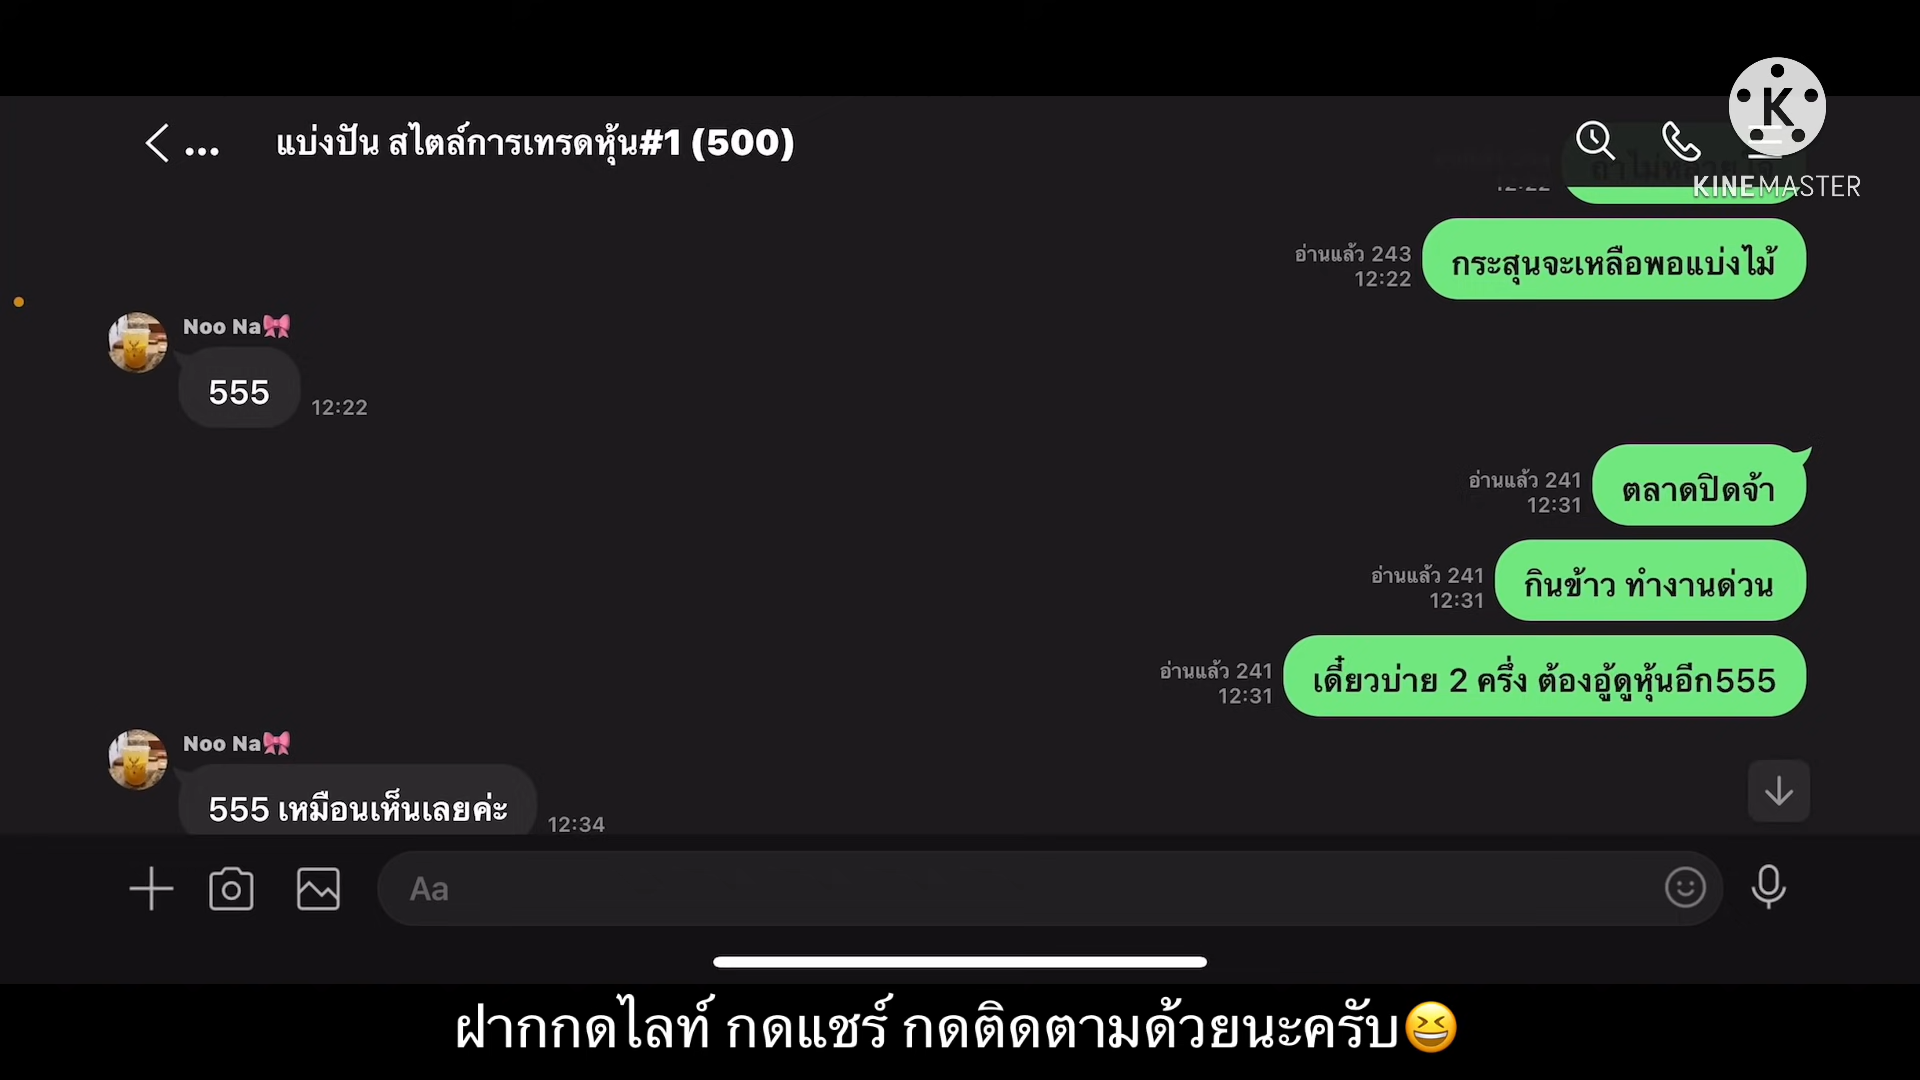 ... แบ่งปัน สไตล์การเทรดหุ้น#1 (500)
K
KINEMASTER
12:22
อ่านแล้ว 243
12:22
กระสุนจะเหลือพอแบ่งไม้
Noo Na🎀
555
12:22
อ่านแล้ว 241
12:31
ตลาดปิดจ้า
อ่านแล้ว 241
12:31
กินข้าว ทำงานด่วน
อ่านแล้ว 241
12:31
เดี๋ยวบ่าย 2 ครึ่ง ต้องอู้ดูหุ้นอีก555
Noo Na🎀
555 เหมือนเห็นเลยค่ะ
12:34
Aa
ฝากกดไลท์ กดแชร์ กดติดตามด้วยนะครับ😆